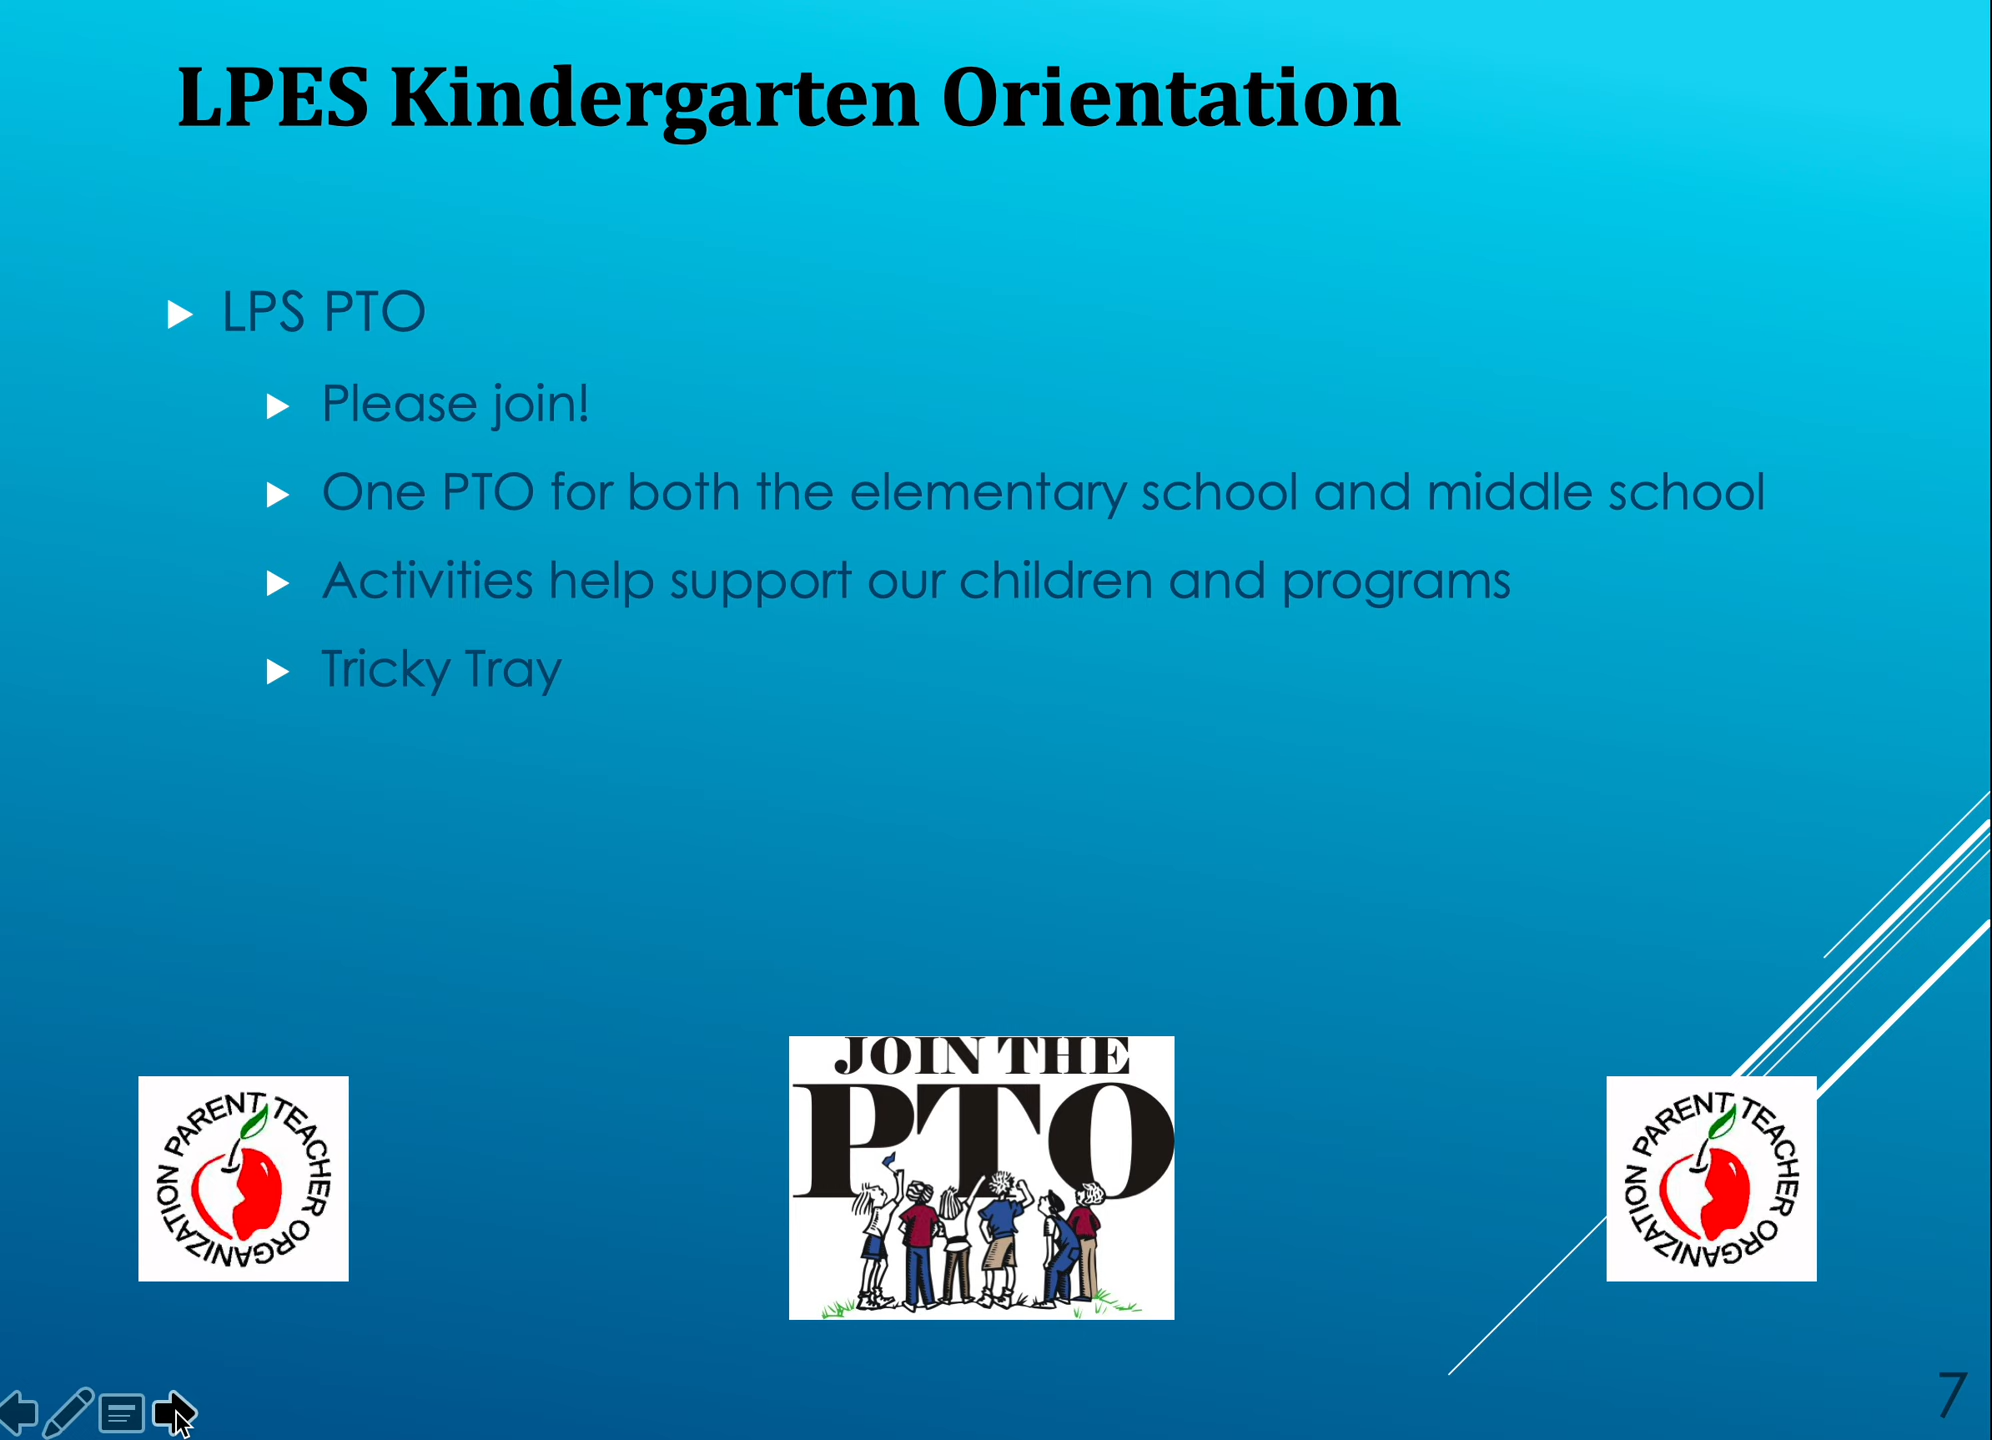 LPES Kindergarten Orientation
LPS PTO
Please join!
One PTO for both the elementary school and middle school
Activities help support our children and programs
Tricky Tray
PARENT TEACHER ORGANIZATION
JOIN THE
PTO
PARENT TEACHER ORGANIZATION
7